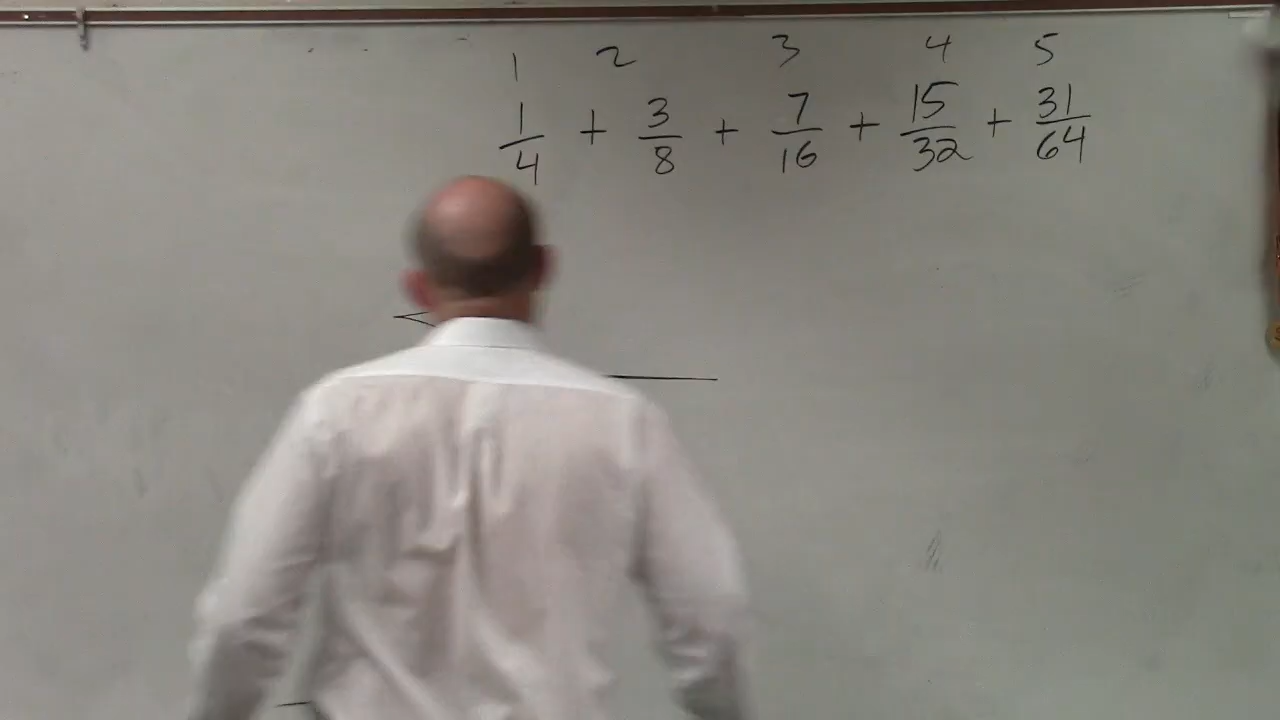 1 2 3 4 5
1/4 + 3/8 + 7/16 + 15/32 + 31/64